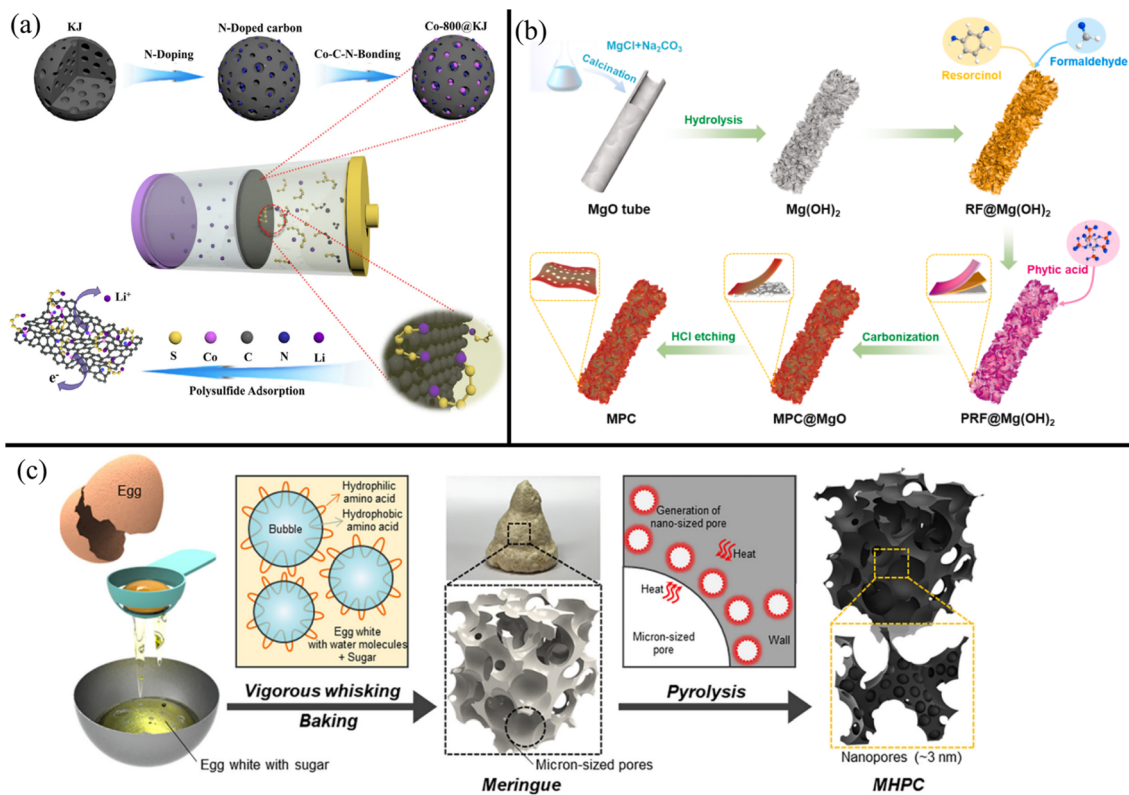 (a)
KJ
N-Doping
N-Doped carbon
Co-C-N-Bonding
Co-800@KJ
Li⁺
e⁻
S
Co
C
N
Li
Polysulfide Adsorption
(b)
MgCl+Na₂CO₃
Calcination
MgO tube
Hydrolysis
Mg(OH)₂
Resorcinol
Formaldehyde
RF@Mg(OH)₂
Phytic acid
PRF@Mg(OH)₂
Carbonization
MPC@MgO
HCl etching
MPC
(c)
Egg
Egg white with sugar
Hydrophilic
amino acid
Hydrophobic
amino acid
Bubble
Egg white
with water molecules
+ Sugar
Vigorous whisking
Baking
Micron-sized pores
Meringue
Generation of
nano-sized pore
Heat
Heat
Micron-sized
pore
Wall
Pyrolysis
Nanopores (~3 nm)
MHPC